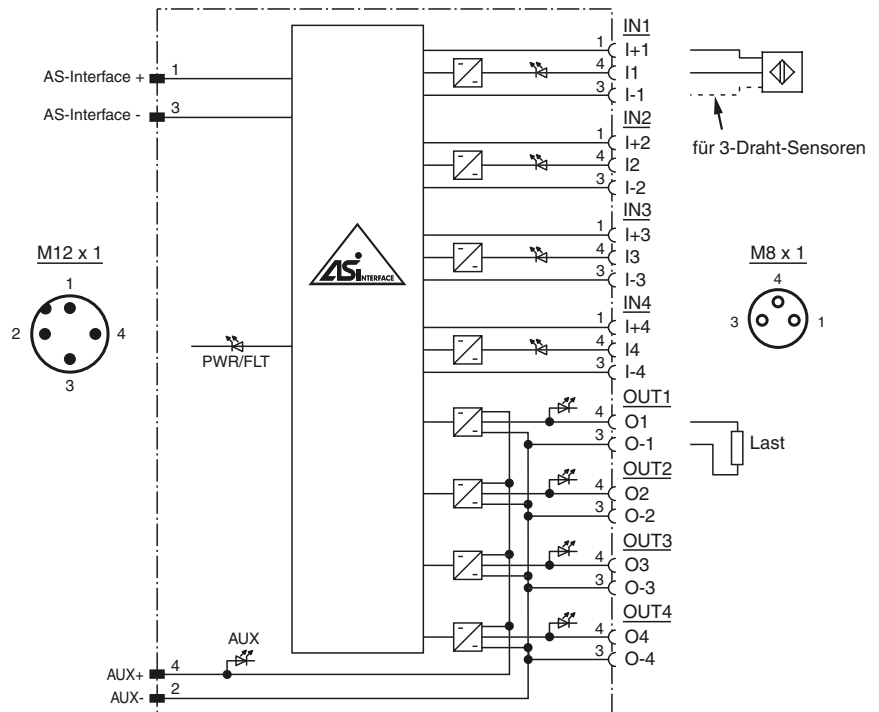 IN1
1 I+1
4 I1
3 I-1
IN2
1 I+2
4 I2
3 I-2
IN3
1 I+3
4 I3
3 I-3
IN4
1 I+4
4 I4
3 I-4
OUT1
4 O1
3 O-1
OUT2
4 O2
3 O-2
OUT3
4 O3
3 O-3
OUT4
4 O4
3 O-4
AS-Interface + 1
AS-Interface - 3
für 3-Draht-Sensoren
M12 x 1
1
2 4
3
ASi INTERFACE
PWR/FLT
M8 x 1
4
3 1
Last
AUX
AUX+ 4
AUX- 2